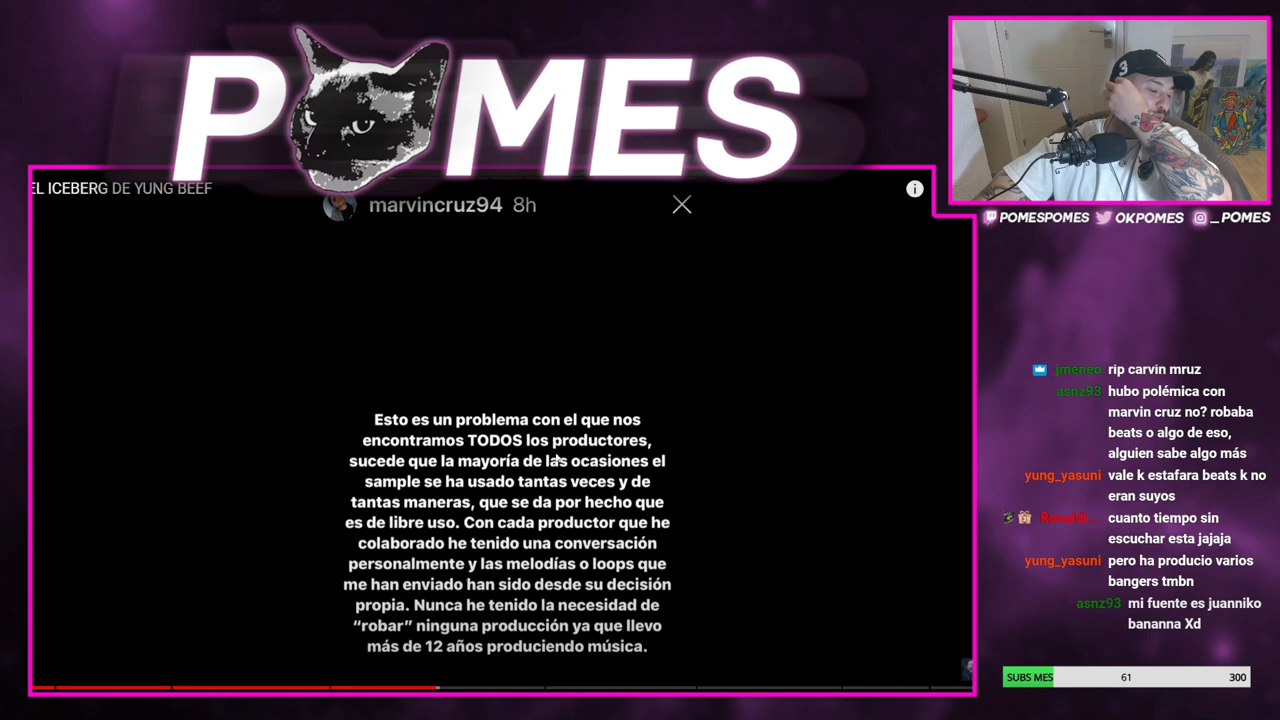 POMES
EL ICEBERG DE YUNG BEEF
marvincruz94 8h
Esto es un problema con el que nos
encontramos TODOS los productores,
sucede que la mayoría de las ocasiones el
sample se ha usado tantas veces y de
tantas maneras, que se da por hecho que
es de libre uso. Con cada productor que he
colaborado he tenido una conversación
personalmente y las melodías o loops que
me han enviado han sido desde su decisión
propia. Nunca he tenido la necesidad de
“robar” ninguna producción ya que llevo
más de 12 años produciendo música.
POMESPOMES OKPOMES _POMES
jmeneo rip carvin mruz
asnz93 hubo polémica con
marvin cruz no? robaba
beats o algo de eso,
alguien sabe algo más
yung_yasuni vale k estafara beats k no
eran suyos
cuanto tiempo sin
escuchar esta jajaja
yung_yasuni pero ha producio varios
bangers tmbn
asnz93 mi fuente es juanniko
bananna Xd
SUBS MES 61 300